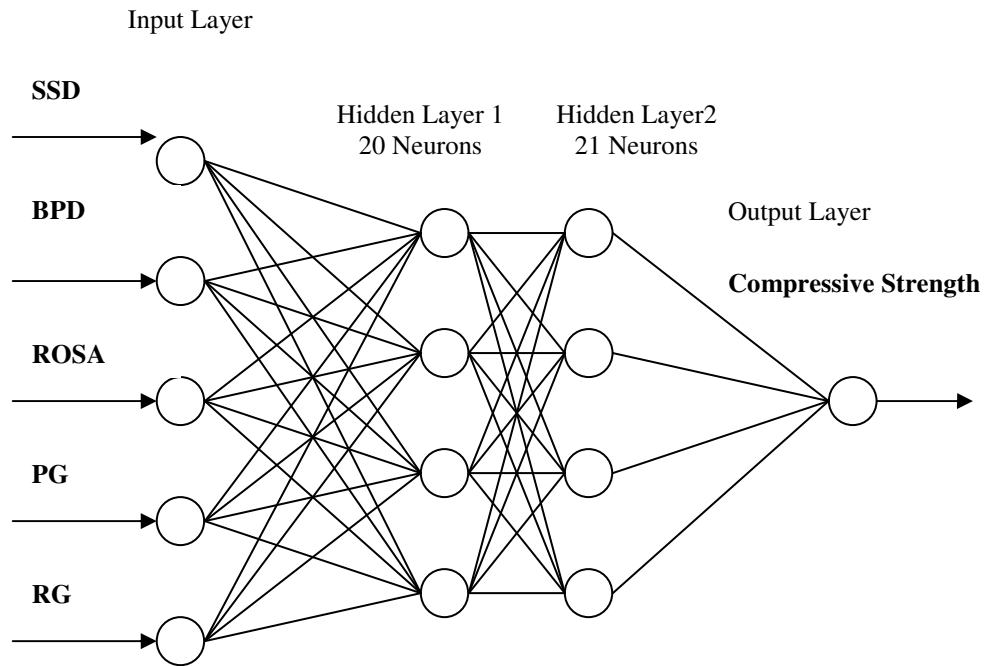 Input Layer
SSD
Hidden Layer 1
20 Neurons
Hidden Layer2
21 Neurons
BPD
Output Layer
Compressive Strength
ROSA
PG
RG